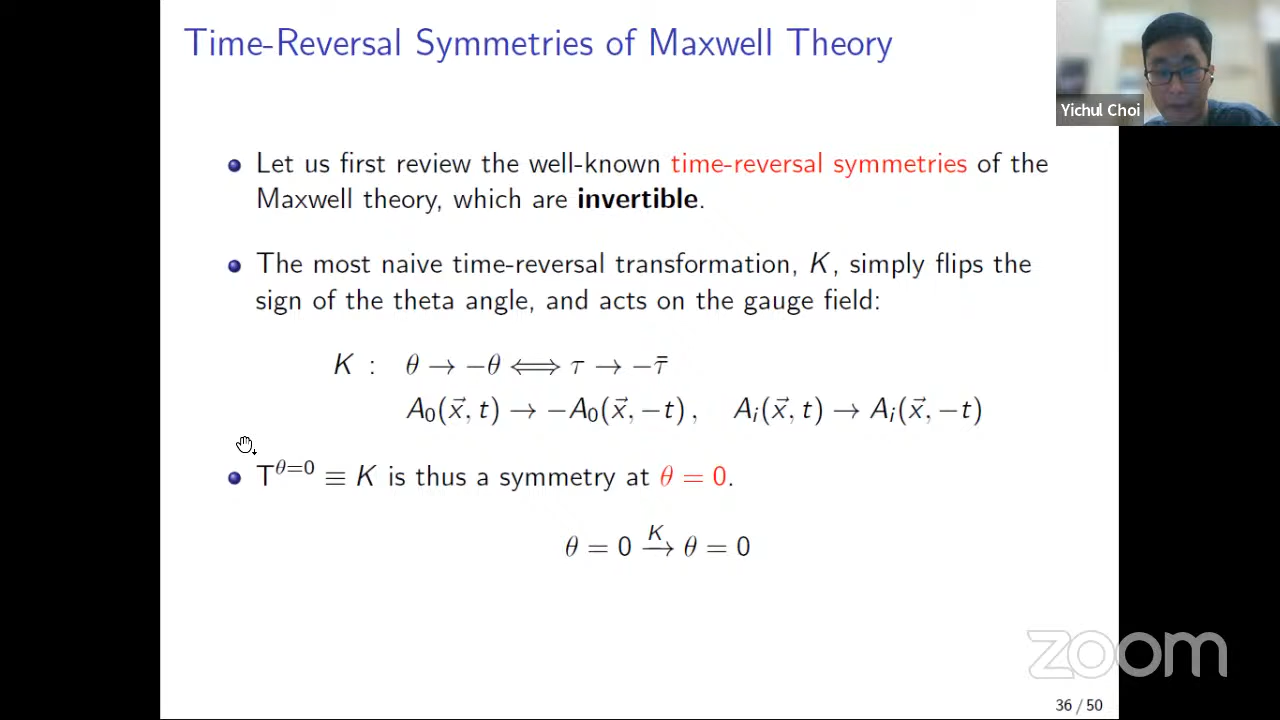 Time-Reversal Symmetries of Maxwell Theory
Yichul Choi
Let us first review the well-known time-reversal symmetries of the
Maxwell theory, which are invertible.
The most naive time-reversal transformation, K, simply flips the
sign of the theta angle, and acts on the gauge field:
K : θ → −θ ⟺ τ → −τ̄
A₀(x⃗, t) → −A₀(x⃗, −t) , Aᵢ(x⃗, t) → Aᵢ(x⃗, −t)
T^{θ=0} ≡ K is thus a symmetry at θ = 0.
θ = 0 \xrightarrow{K} θ = 0
zoom
36 / 50